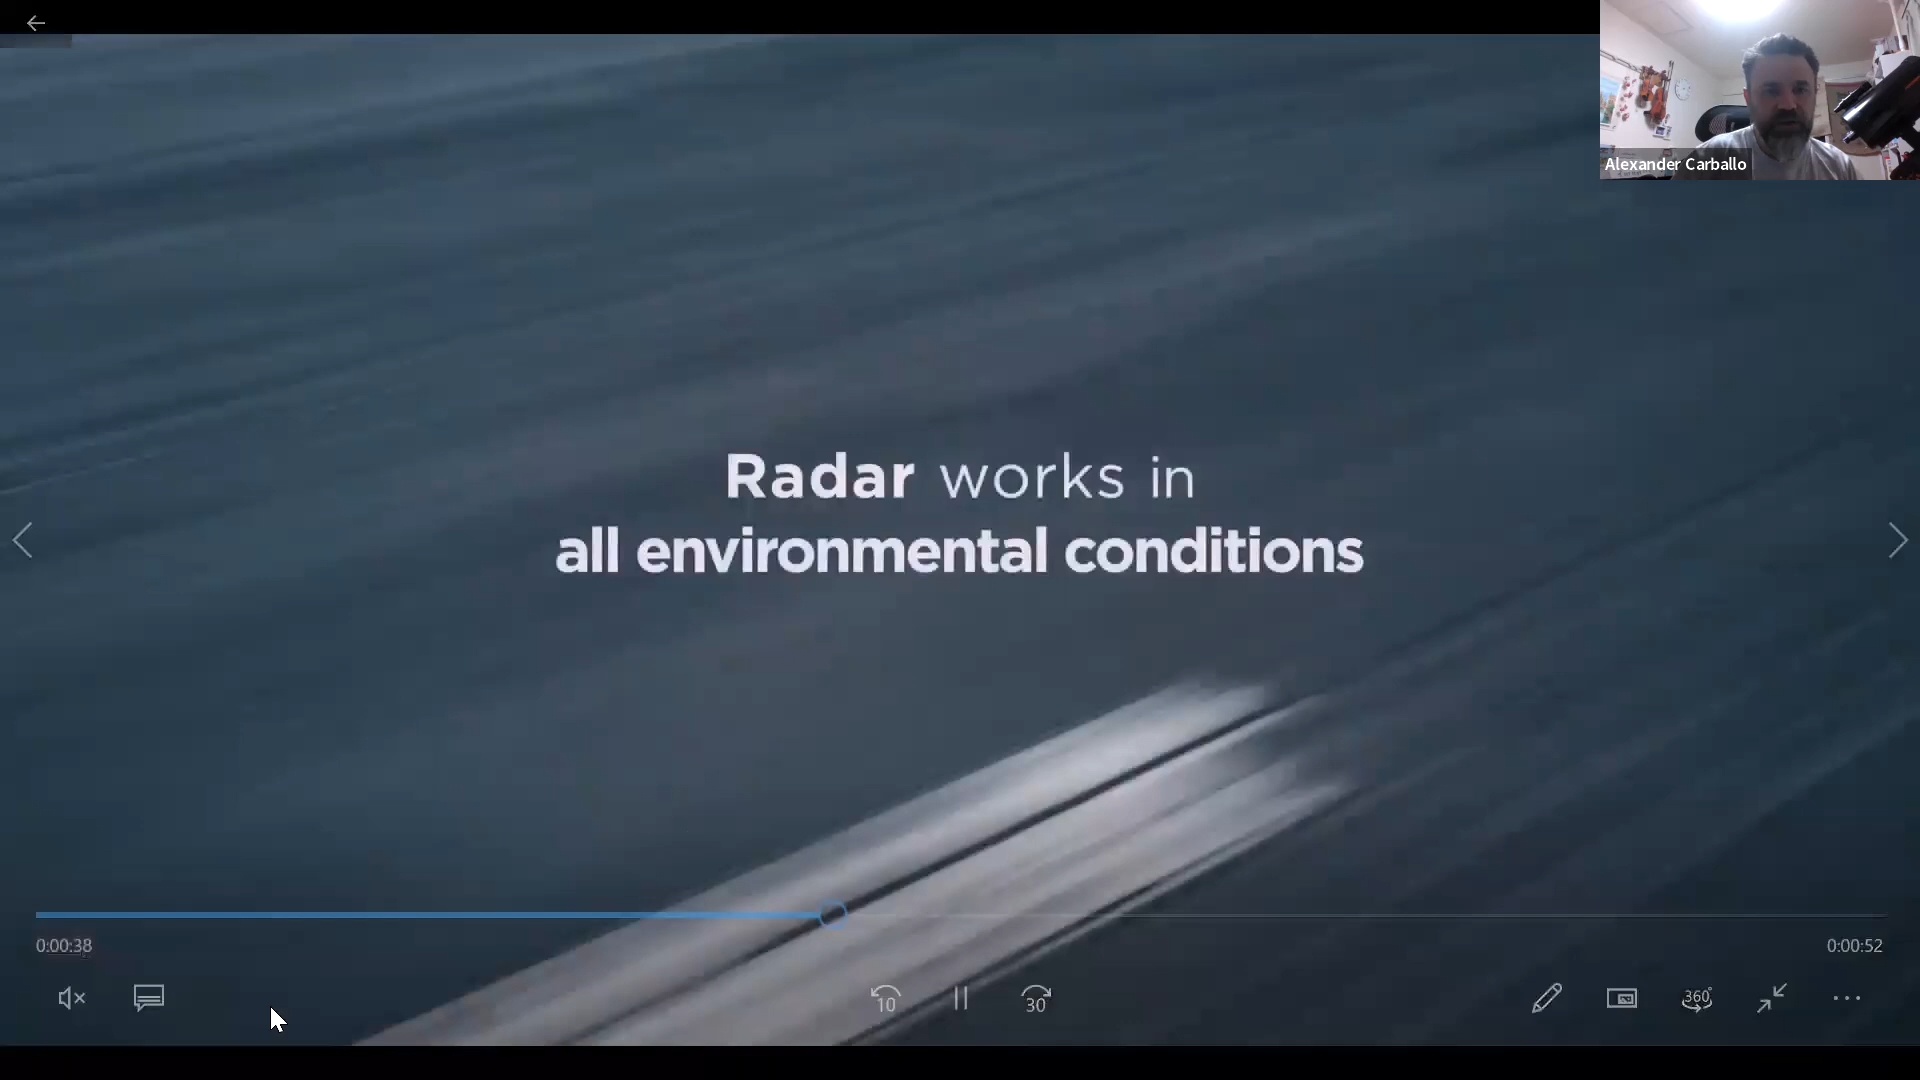 Alexander Carballo
Radar works in
all environmental conditions
0:00:38
0:00:52
10
30
360°